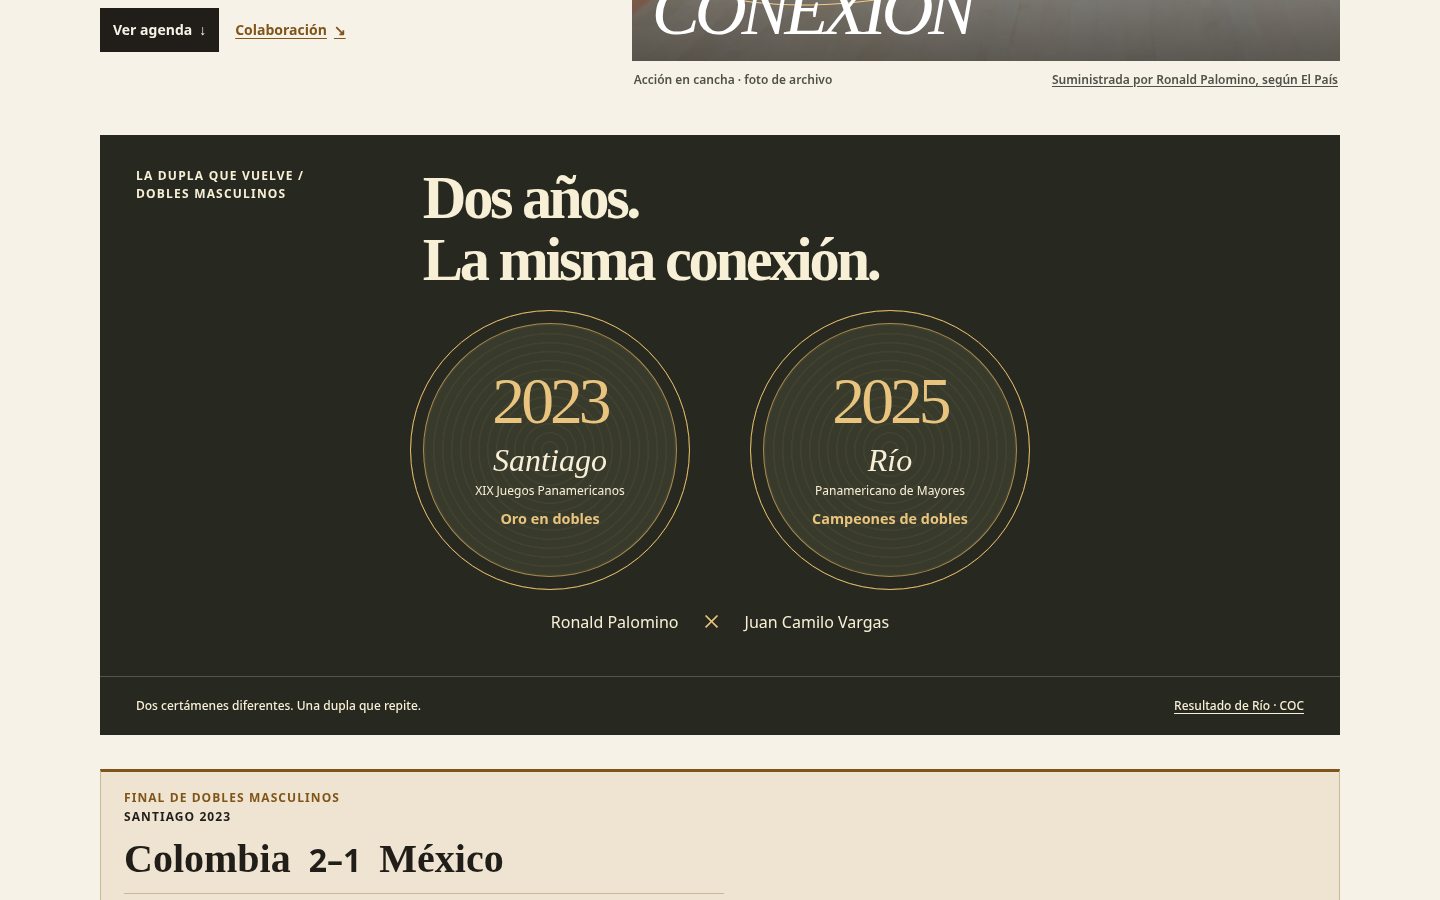 CONEXIÓN
Ver agenda ↓
Colaboración ↘
Acción en cancha · foto de archivo
Suministrada por Ronald Palomino, según El País
LA DUPLA QUE VUELVE /
DOBLES MASCULINOS
Dos años.
La misma conexión.
2023
Santiago
XIX Juegos Panamericanos
Oro en dobles
2025
Río
Panamericano de Mayores
Campeones de dobles
Ronald Palomino × Juan Camilo Vargas
Dos certámenes diferentes. Una dupla que repite.
Resultado de Río · COC
FINAL DE DOBLES MASCULINOS
SANTIAGO 2023
Colombia 2–1 México